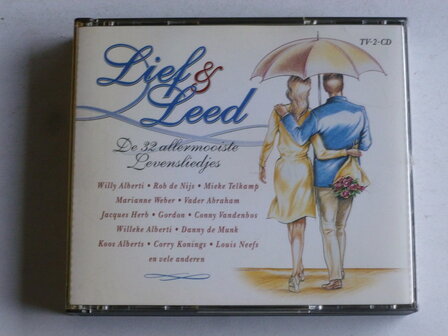 TV-2-CD
Lief &
Leed
De 32 allermooiste
Levensliedjes
Willy Alberti • Rob de Nijs • Mieke Telkamp
Marianne Weber • Vader Abraham
Jacques Herb • Gordon • Conny Vandenbos
Willeke Alberti • Danny de Munk
Koos Alberts • Corry Konings • Louis Neefs
en vele anderen